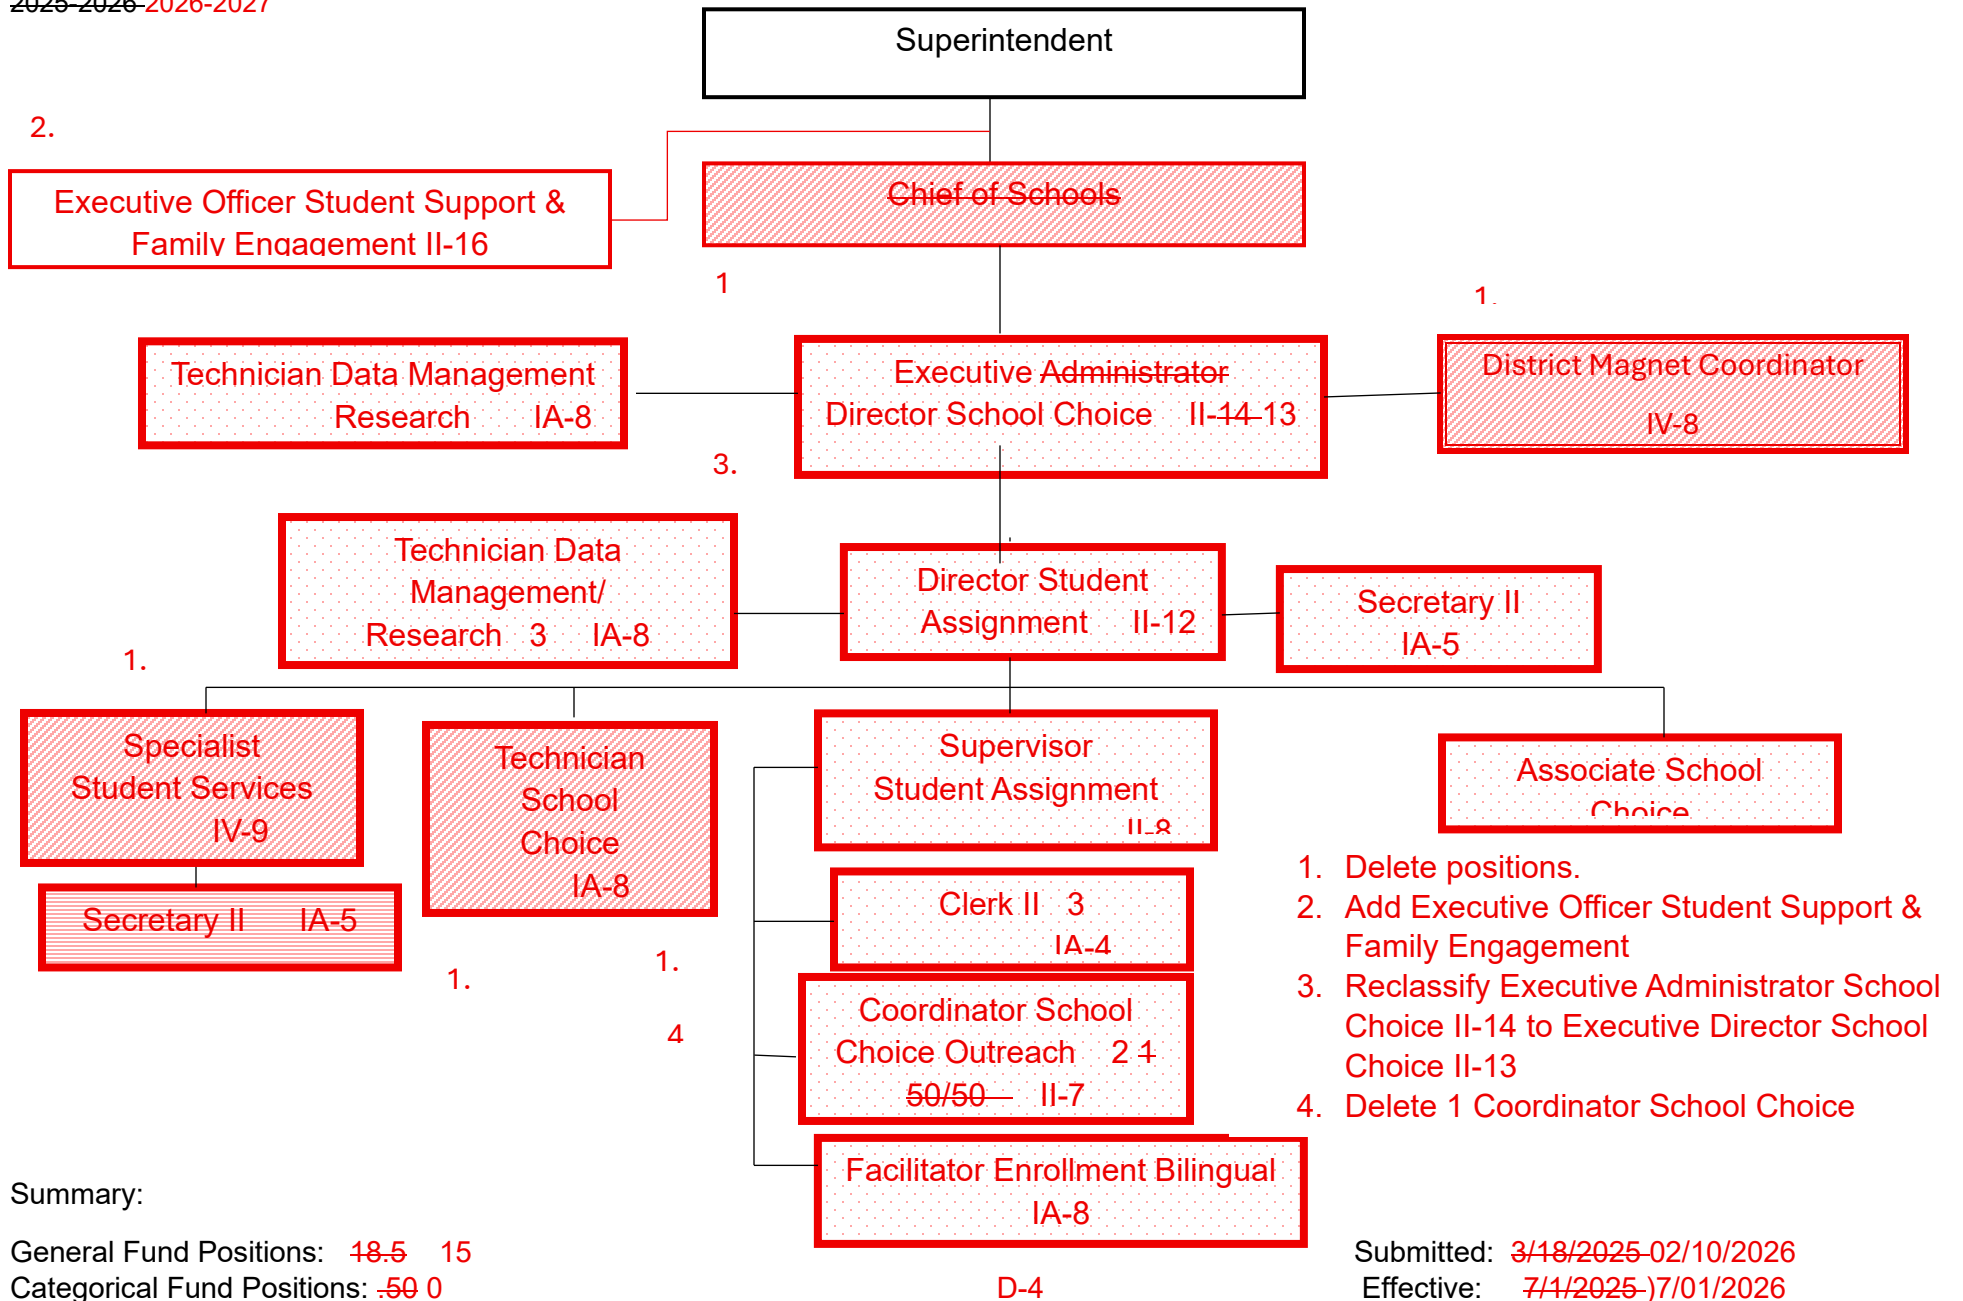 2025-2026 2026-2027
Superintendent
2.
Executive Officer Student Support &
Family Engagement II-16
Chief of Schools
1
1.
Technician Data Management
Research IA-8
Executive Administrator
Director School Choice II-14 13
District Magnet Coordinator
IV-8
3.
Technician Data
Management/
Research 3 IA-8
Director Student
Assignment II-12
Secretary II
IA-5
1.
Specialist
Student Services
IV-9
Technician
School
Choice
IA-8
Supervisor
Student Assignment
II-8
Associate School
Choice
Secretary II IA-5
Clerk II 3
IA-4
1.
1.
4
Coordinator School
Choice Outreach 2 1
50/50 II-7
Facilitator Enrollment Bilingual
IA-8
1. Delete positions.
2. Add Executive Officer Student Support &
Family Engagement
3. Reclassify Executive Administrator School
Choice II-14 to Executive Director School
Choice II-13
4. Delete 1 Coordinator School Choice
Summary:
General Fund Positions: 18.5 15
Categorical Fund Positions: .50 0
D-4
Submitted: 3/18/2025 02/10/2026
Effective: 7/1/2025 )7/01/2026